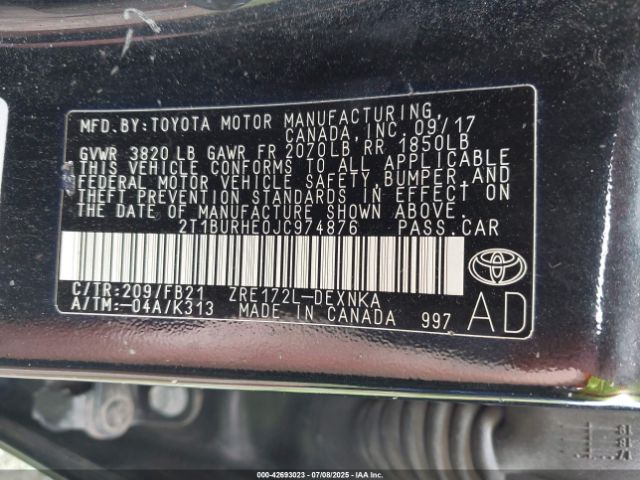 MFD. BY: TOYOTA MOTOR MANUFACTURING,
CANADA, INC. 09/17
GVWR 3820 LB GAWR FR 2070 LB, RR 1850LB
THIS VEHICLE CONFORMS TO ALL APPLICABLE
FEDERAL MOTOR VEHICLE SAFETY, BUMPER, AND
THEFT PREVENTION STANDARDS IN EFFECT ON
THE DATE OF MANUFACTURE SHOWN ABOVE.
2T1BURHE0JC974876 PASS. CAR
C/TR: 209/FB21 ZRE172L-DEXNKA
A/TM: -04A/K313 MADE IN CANADA 997
AD
000-42693023 - 07/08/2025 - IAA Inc.